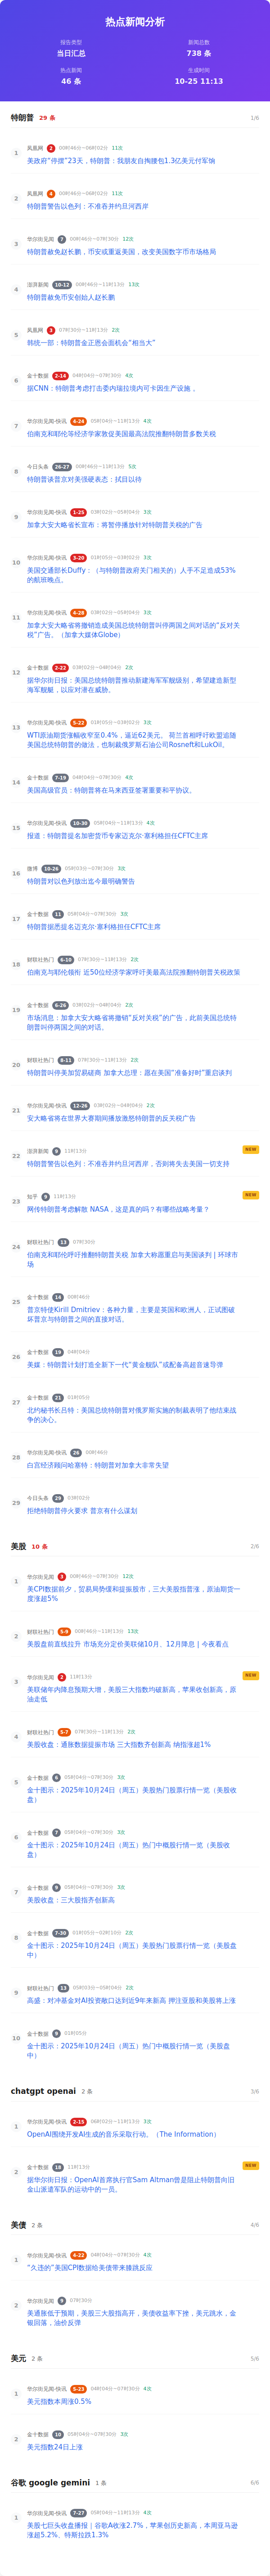 热点新闻分析
报告类型
新闻总数
当日汇总
738 条
热点新闻
生成时间
46 条
10-25 11:13
特朗普 29 条 1/6
1 凤凰网 2 00时46分~06时02分 11次
美政府“停摆”23天，特朗普：我朋友自掏腰包1.3亿美元付军饷
2 凤凰网 4 00时46分~06时02分 11次
特朗普警告以色列：不准吞并约旦河西岸
3 华尔街见闻 7 00时46分~07时30分 12次
特朗普赦免赵长鹏，币安或重返美国，改变美国数字币市场格局
4 澎湃新闻 10-12 00时46分~11时13分 13次
特朗普赦免币安创始人赵长鹏
5 凤凰网 3 07时30分~11时13分 2次
韩统一部：特朗普金正恩会面机会“相当大”
6 金十数据 2-14 04时04分~07时30分 4次
据CNN：特朗普考虑打击委内瑞拉境内可卡因生产设施 。
7 华尔街见闻-快讯 4-24 05时04分~11时13分 4次
伯南克和耶伦等经济学家敦促美国最高法院推翻特朗普多数关税
8 今日头条 26-27 00时46分~11时13分 5次
特朗普谈普京对美强硬表态：拭目以待
9 华尔街见闻-快讯 1-25 03时02分~05时04分 3次
加拿大安大略省长宣布：将暂停播放针对特朗普关税的广告
10 华尔街见闻-快讯 3-20 01时05分~03时02分 3次
美国交通部长Duffy：（与特朗普政府关门相关的）人手不足造成53%
的航班晚点。
11 华尔街见闻-快讯 4-28 03时02分~05时04分 3次
加拿大安大略省将撤销造成美国总统特朗普叫停两国之间对话的“反对关
税”广告。（加拿大媒体Globe）
12 金十数据 2-22 03时02分~04时04分 2次
据华尔街日报：美国总统特朗普推动新建海军军舰级别，希望建造新型
海军舰艇，以应对潜在威胁。
13 华尔街见闻-快讯 5-22 01时05分~03时02分 3次
WTI原油期货涨幅收窄至0.4%，逼近62美元。 荷兰首相呼吁欧盟追随
美国总统特朗普的做法，也制裁俄罗斯石油公司Rosneft和LukOil。
14 金十数据 7-19 04时04分~07时30分 4次
美国高级官员：特朗普将在马来西亚签署重要和平协议。
15 华尔街见闻-快讯 10-30 05时04分~11时13分 4次
报道：特朗普提名加密货币专家迈克尔·塞利格担任CFTC主席
16 微博 10-26 05时03分~07时30分 3次
特朗普对以色列放出迄今最明确警告
17 金十数据 11 05时04分~07时30分 3次
特朗普据悉提名迈克尔·塞利格担任CFTC主席
18 财联社热门 6-10 07时30分~11时13分 2次
伯南克与耶伦领衔 近50位经济学家呼吁美最高法院推翻特朗普关税政策
19 金十数据 6-26 03时02分~04时04分 2次
市场消息：加拿大安大略省将撤销“反对关税”的广告，此前美国总统特
朗普叫停两国之间的对话。
20 财联社热门 8-11 07时30分~11时13分 2次
特朗普叫停美加贸易磋商 加拿大总理：愿在美国“准备好时”重启谈判
21 华尔街见闻-快讯 12-26 03时02分~04时04分 2次
安大略省将在世界大赛期间播放激怒特朗普的反关税广告
22 澎湃新闻 6 11时13分 NEW
特朗普警告以色列：不准吞并约旦河西岸，否则将失去美国一切支持
23 知乎 9 11时13分 NEW
网传特朗普考虑解散 NASA，这是真的吗？有哪些战略考量？
24 财联社热门 13 07时30分
伯南克和耶伦呼吁推翻特朗普关税 加拿大称愿重启与美国谈判 | 环球市
场
25 金十数据 14 00时46分
普京特使Kirill Dmitriev：各种力量，主要是英国和欧洲人，正试图破
坏普京与特朗普之间的直接对话。
26 金十数据 19 04时04分
美媒：特朗普计划打造全新下一代“黄金舰队”或配备高超音速导弹
27 金十数据 21 01时05分
北约秘书长吕特：美国总统特朗普对俄罗斯实施的制裁表明了他结束战
争的决心。
28 华尔街见闻-快讯 26 00时46分
白宫经济顾问哈塞特：特朗普对加拿大非常失望
29 今日头条 29 03时02分
拒绝特朗普停火要求 普京有什么谋划
美股 10 条 2/6
1 华尔街见闻 3 00时46分~07时30分 12次
美CPI数据前夕，贸易局势缓和提振股市，三大美股指普涨，原油期货一
度涨超5%
2 财联社热门 5-9 00时46分~11时13分 13次
美股盘前直线拉升 市场充分定价美联储10月、12月降息 | 今夜看点
3 华尔街见闻 2 11时13分 NEW
美联储年内降息预期大增，美股三大指数均破新高，苹果收创新高，原
油走低
4 财联社热门 5-7 07时30分~11时13分 2次
美股收盘：通胀数据提振市场 三大指数齐创新高 纳指涨超1%
5 金十数据 6 05时04分~07时30分 3次
金十图示：2025年10月24日（周五）美股热门股票行情一览（美股收
盘）
6 金十数据 7 05时04分~07时30分 3次
金十图示：2025年10月24日（周五）热门中概股行情一览（美股收
盘）
7 金十数据 9 05时04分~07时30分 3次
美股收盘：三大股指齐创新高
8 金十数据 7-30 01时05分~02时10分 2次
金十图示：2025年10月24日（周五）美股热门股票行情一览（美股盘
中）
9 财联社热门 13 05时03分~05时04分 2次
高盛：对冲基金对AI投资敞口达到近9年来新高 押注亚股和美股将上涨
10 金十数据 9 01时05分
金十图示：2025年10月24日（周五）热门中概股行情一览（美股盘
中）
chatgpt openai 2 条 3/6
1 华尔街见闻-快讯 2-15 06时02分~11时13分 3次
OpenAI围绕开发AI生成的音乐采取行动。（The Information）
2 金十数据 18 11时13分 NEW
据华尔街日报：OpenAI首席执行官Sam Altman曾是阻止特朗普向旧
金山派遣军队的运动中的一员。
美债 2 条 4/6
1 华尔街见闻-快讯 4-22 04时04分~07时30分 4次
“久违的”美国CPI数据给美债带来膝跳反应
2 华尔街见闻 9 07时30分
美通胀低于预期，美股三大股指高开，美债收益率下挫，美元跳水，金
银回落，油价反弹
美元 2 条 5/6
1 华尔街见闻-快讯 5-23 04时04分~07时30分 4次
美元指数本周涨0.5%
2 金十数据 10 05时04分~07时30分 3次
美元指数24日上涨
谷歌 google gemini 1 条 6/6
1 华尔街见闻-快讯 7-27 05时04分~11时13分 4次
美股七巨头收盘播报｜谷歌A收涨2.7%，苹果创历史新高，本周亚马逊
涨超5.2%、特斯拉跌1.3%